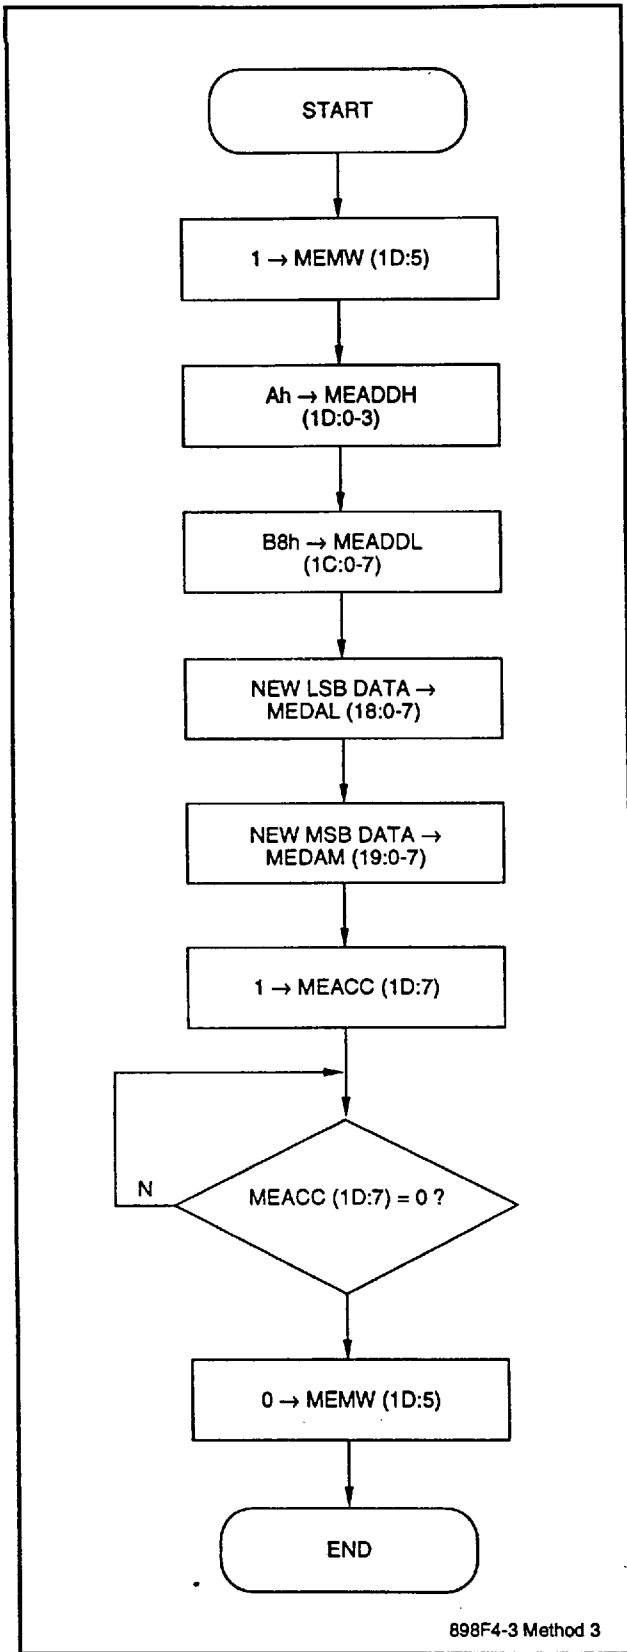 START
1 → MEMW (1D:5)
Ah → MEADDH
(1D:0-3)
B8h → MEADDL
(1C:0-7)
NEW LSB DATA →
MEDAL (18:0-7)
NEW MSB DATA →
MEDAM (19:0-7)
1 → MEACC (1D:7)
N
MEACC (1D:7) = 0 ?
0 → MEMW (1D:5)
END
898F4-3 Method 3